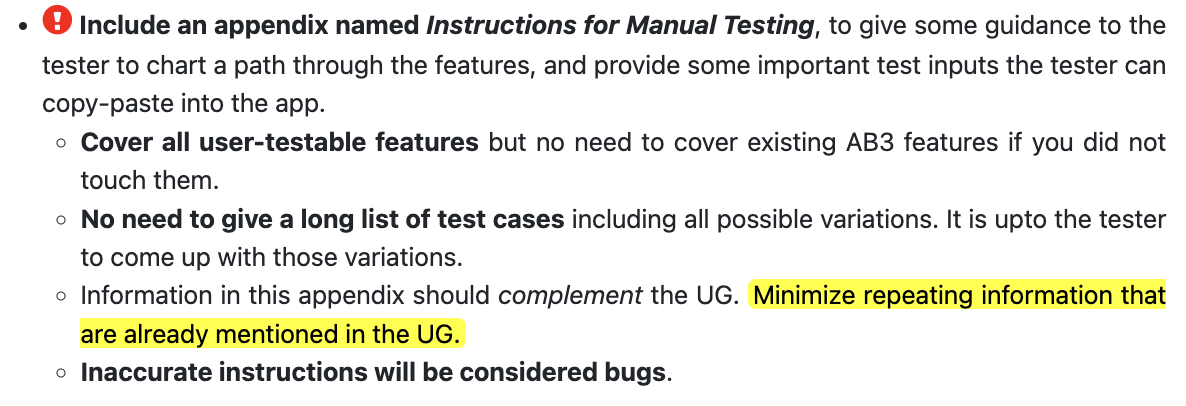 • ! Include an appendix named Instructions for Manual Testing, to give some guidance to the
tester to chart a path through the features, and provide some important test inputs the tester can
copy-paste into the app.
◦ Cover all user-testable features but no need to cover existing AB3 features if you did not
touch them.
◦ No need to give a long list of test cases including all possible variations. It is upto the tester
to come up with those variations.
◦ Information in this appendix should complement the UG. Minimize repeating information that
are already mentioned in the UG.
◦ Inaccurate instructions will be considered bugs.